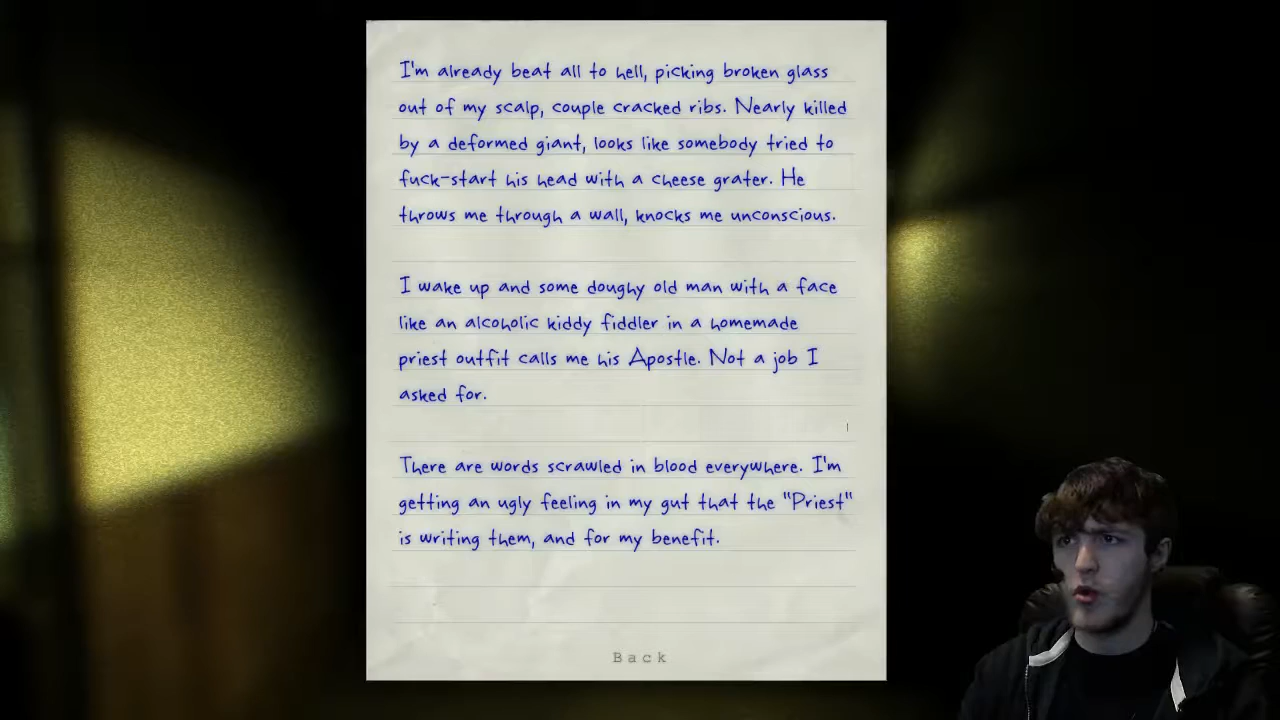 I'm already beat all to hell, picking broken glass
out of my scalp, couple cracked ribs. Nearly killed
by a deformed giant, looks like somebody tried to
fuck-start his head with a cheese grater. He
throws me through a wall, knocks me unconscious.
I wake up and some doughy old man with a face
like an alcoholic kiddy fiddler in a homemade
priest outfit calls me his Apostle. Not a job I
asked for.
There are words scrawled in blood everywhere. I'm
getting an ugly feeling in my gut that the "Priest"
is writing them, and for my benefit.
Back